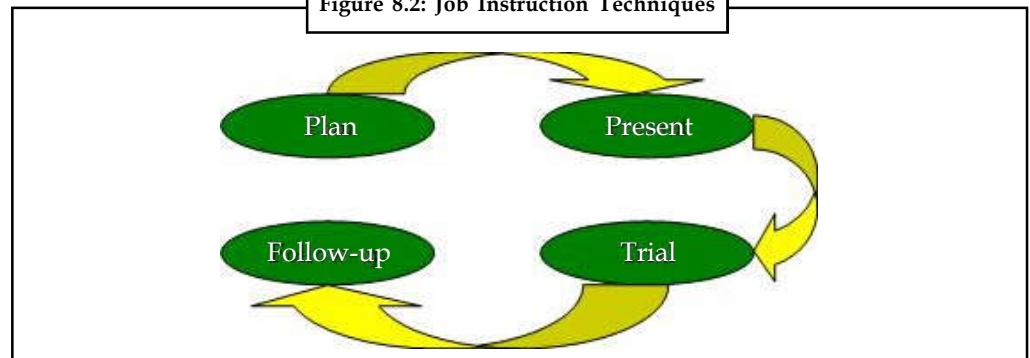 Figure 8.2: Job Instruction Techniques
Plan
Present
Follow-up
Trial